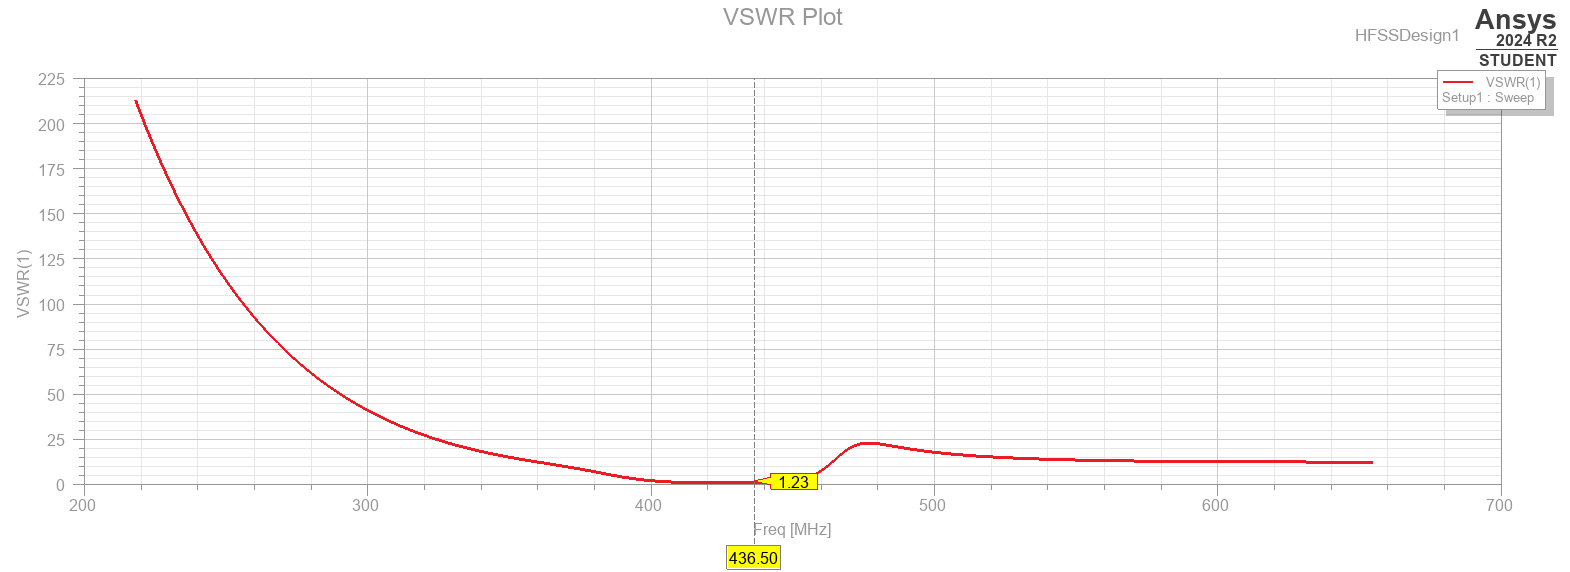 VSWR Plot
HFSSDesign1
Ansys
2024 R2
STUDENT
VSWR(1)
Setup1 : Sweep
225
200
175
150
125
100
75
50
25
0
VSWR(1)
1.23
200
300
400
500
600
700
Freq [MHz]
436.50